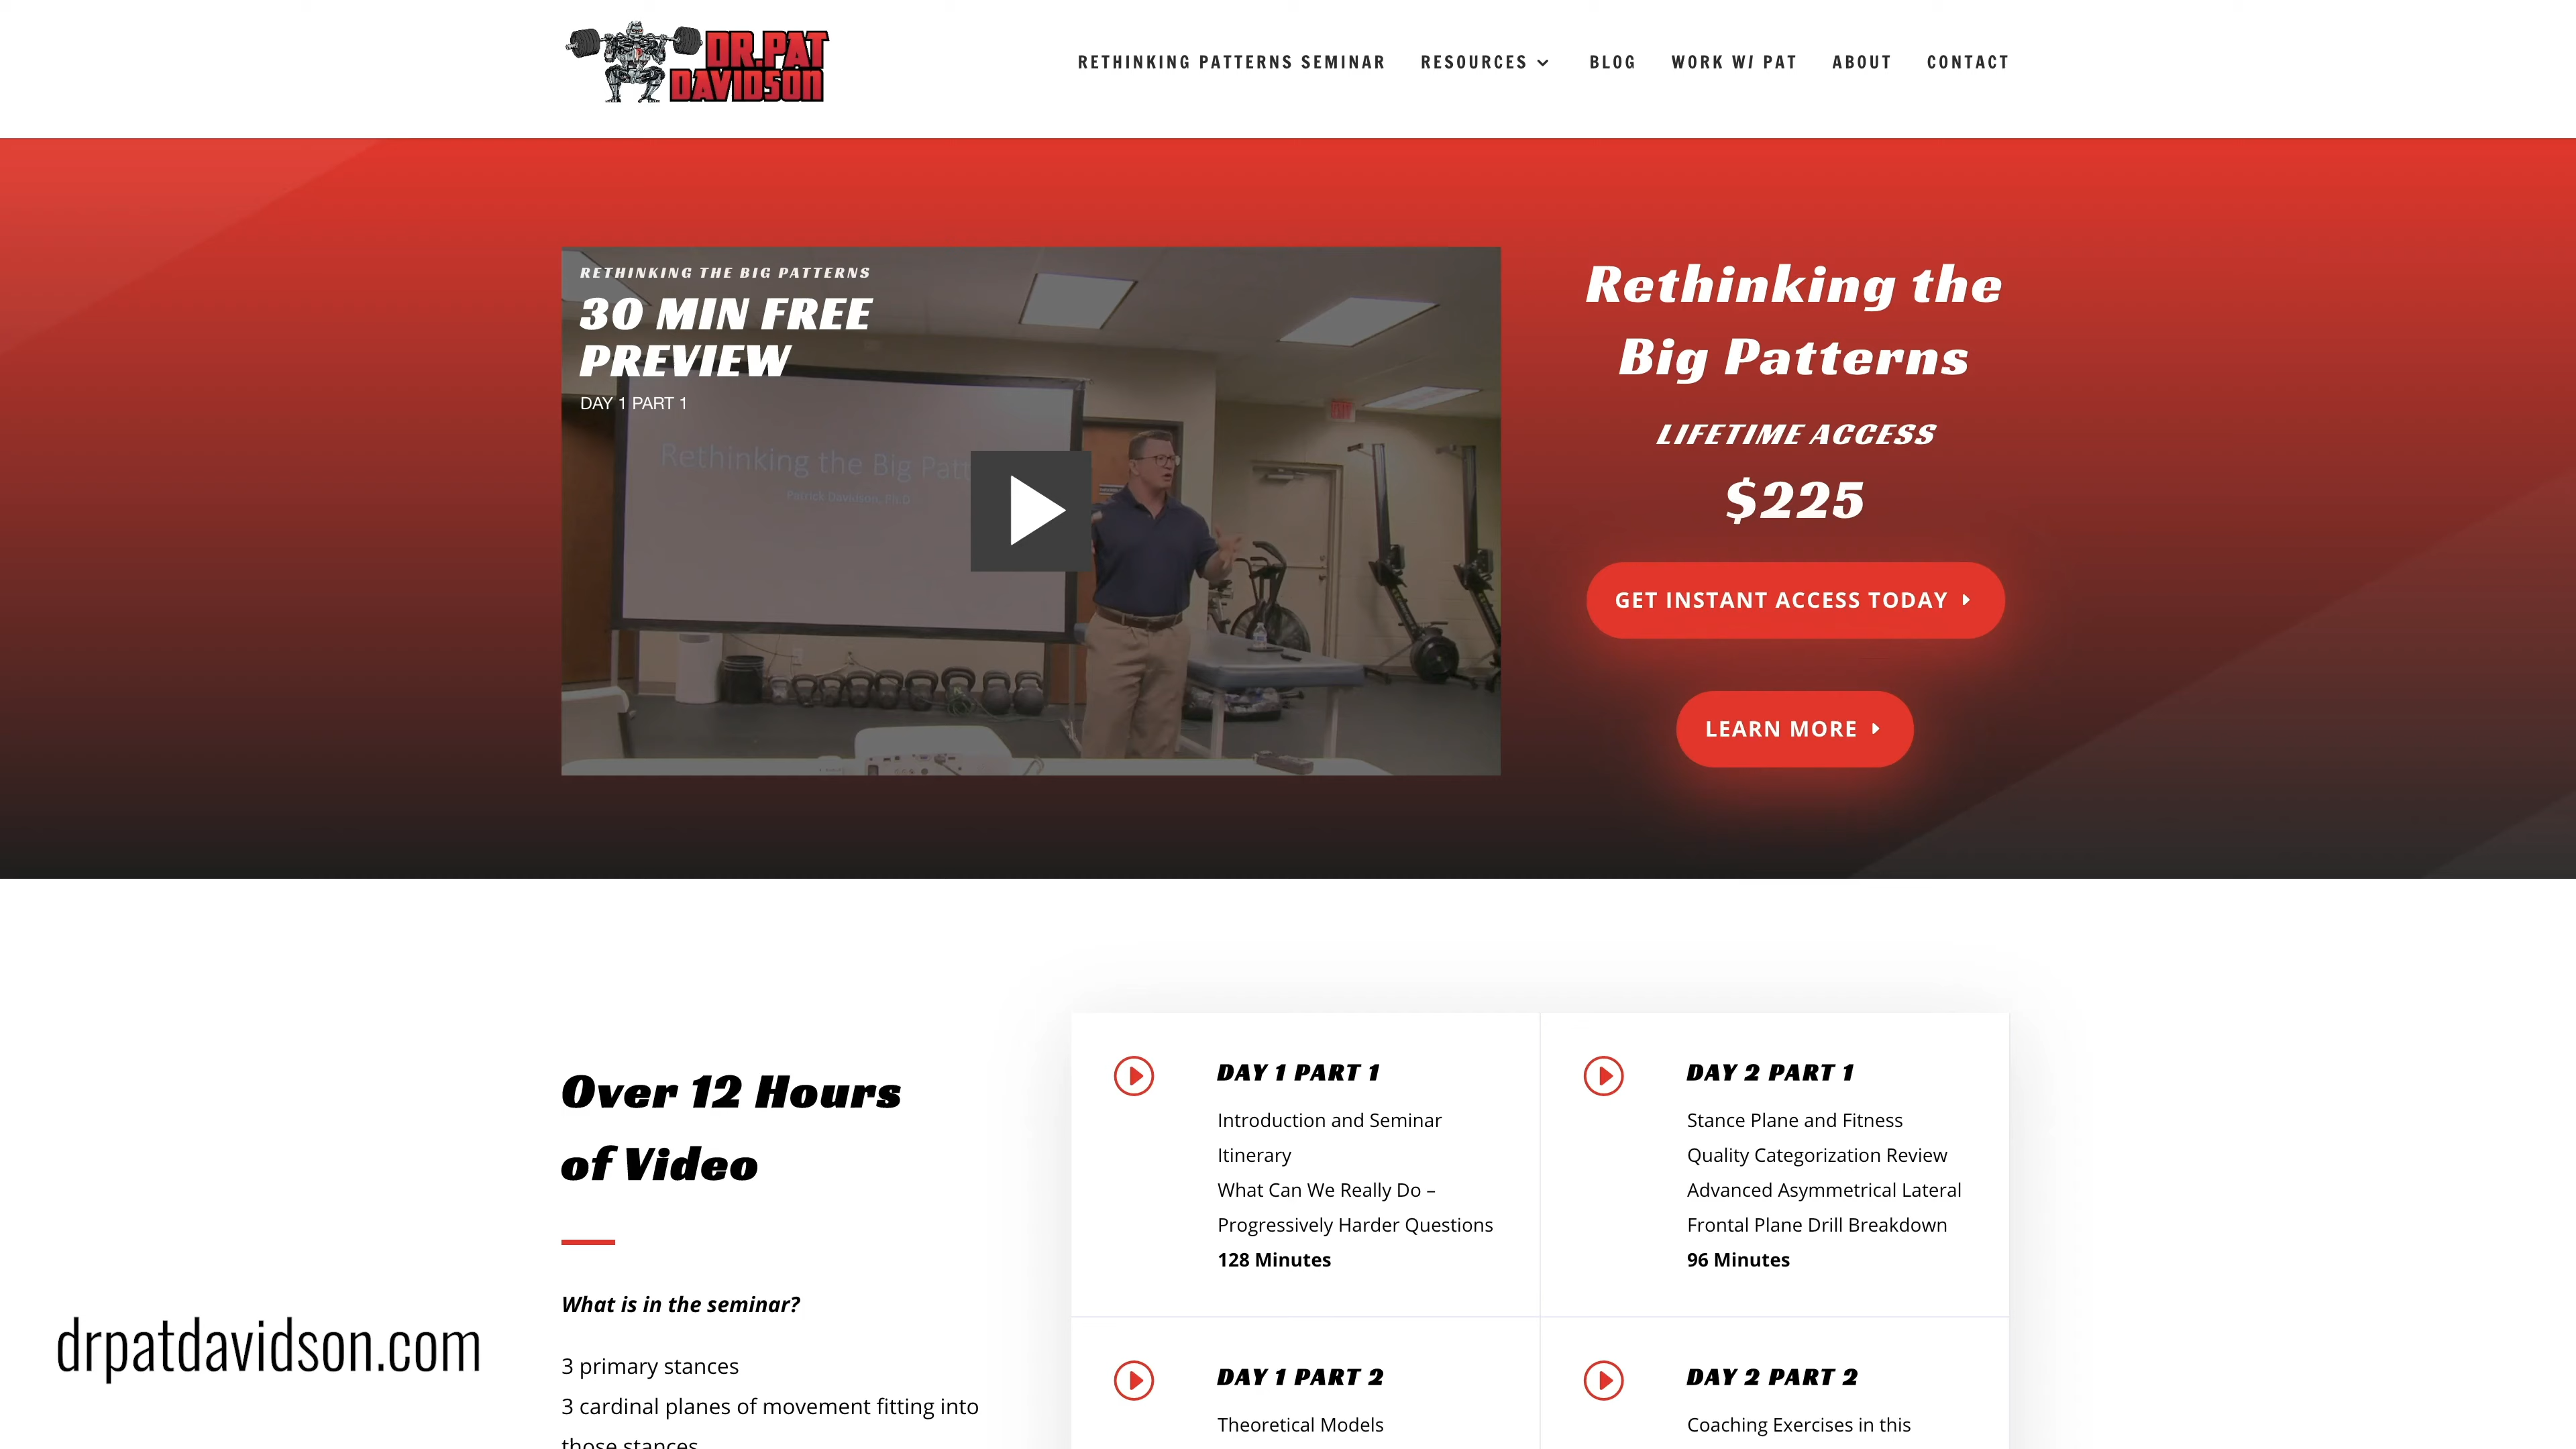 DR. PAT
DAVIDSON
RETHINKING PATTERNS SEMINAR
RESOURCES
BLOG
WORK W/ PAT
ABOUT
CONTACT
RETHINKING THE BIG PATTERNS
30 MIN FREE
PREVIEW
DAY 1 PART 1
Rethinking the Big Patt
Patrick Davidson, Ph.D.
Rethinking the
Big Patterns
LIFETIME ACCESS
$225
GET INSTANT ACCESS TODAY
LEARN MORE
Over 12 Hours
of Video
What is in the seminar?
3 primary stances
3 cardinal planes of movement fitting into
those stances
DAY 1 PART 1
Introduction and Seminar
Itinerary
What Can We Really Do –
Progressively Harder Questions
128 Minutes
DAY 2 PART 1
Stance Plane and Fitness
Quality Categorization Review
Advanced Asymmetrical Lateral
Frontal Plane Drill Breakdown
96 Minutes
DAY 1 PART 2
Theoretical Models
DAY 2 PART 2
Coaching Exercises in this
drpatdavidson.com